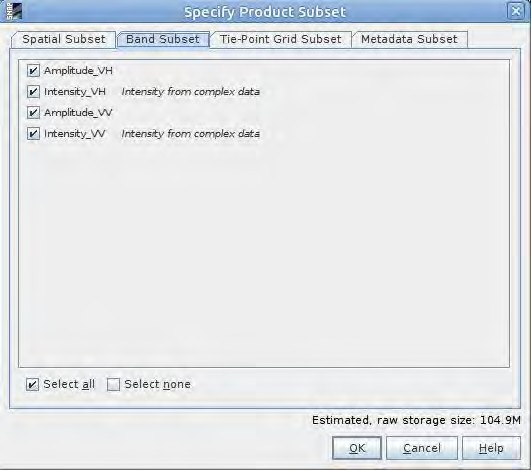 SNAP
Specify Product Subset
Spatial Subset Band Subset Tie-Point Grid Subset Metadata Subset
Amplitude_VH
Intensity_VH Intensity from complex data
Amplitude_VV
Intensity_VV Intensity from complex data
Select all Select none
Estimated, raw storage size: 104.9M
OK Cancel Help